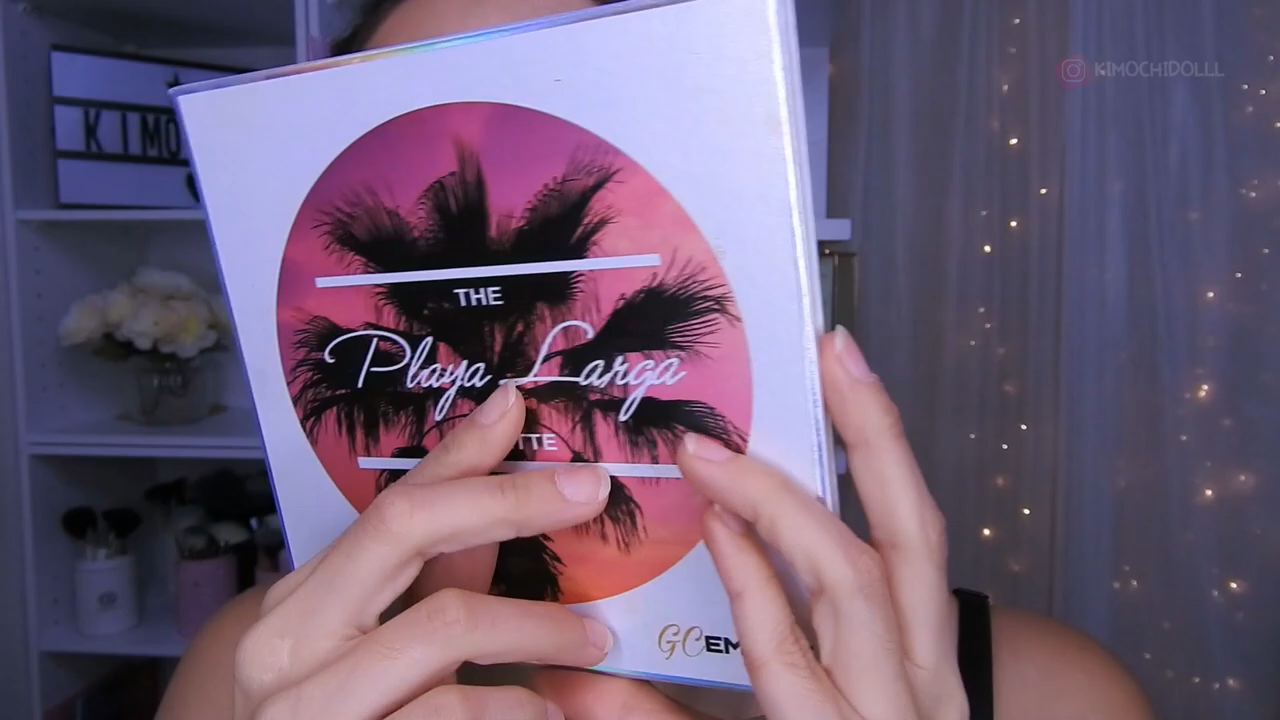 KIMOCHIDOLLL
KIMO
THE
Playa Larga
TTE
GCEM